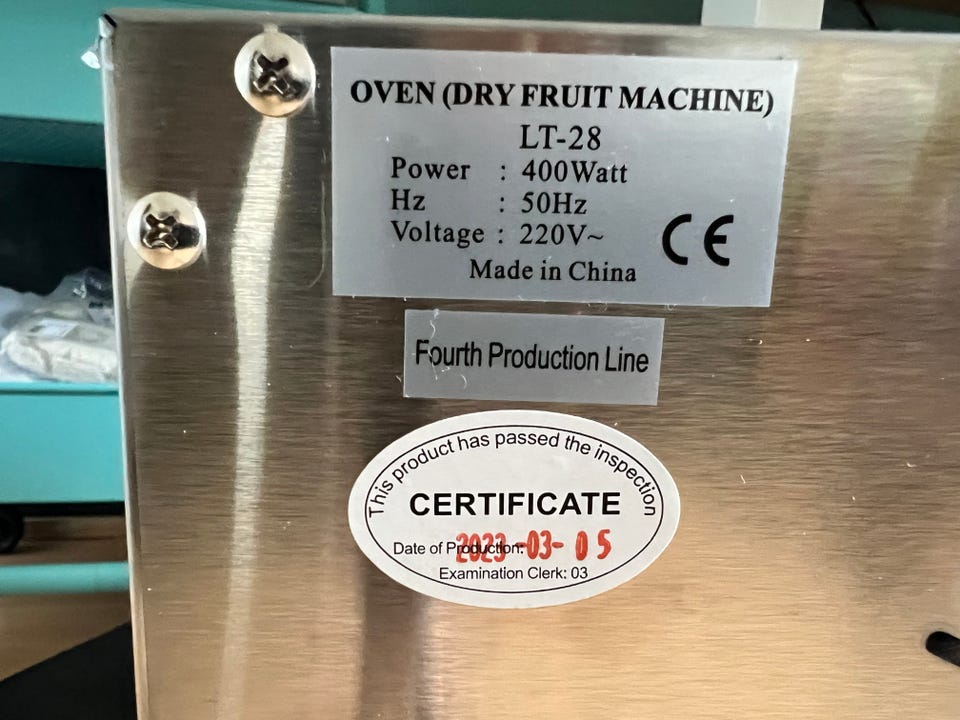 OVEN (DRY FRUIT MACHINE)
LT-28
Power : 400Watt
Hz : 50Hz
Voltage : 220V~
CE
Made in China
Fourth Production Line
This product has passed the inspection
CERTIFICATE
Date of Production: 2023-03-05
Examination Clerk: 03